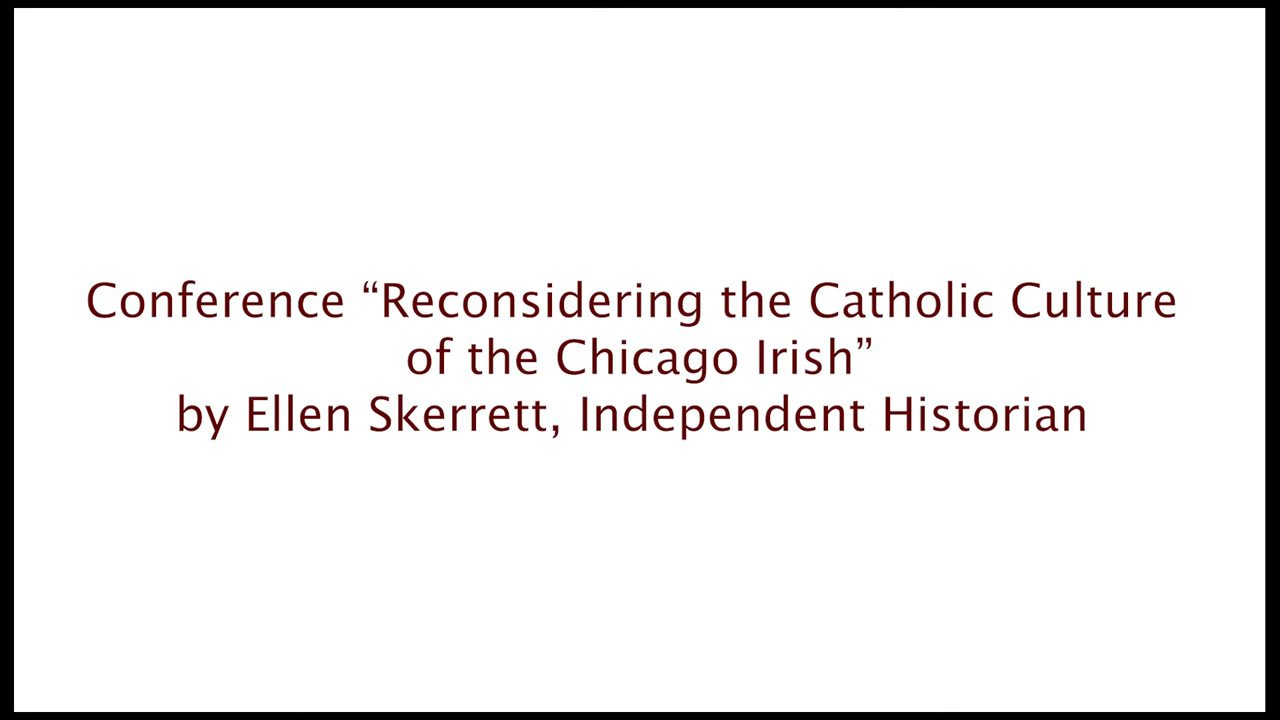 Conference “Reconsidering the Catholic Culture
of the Chicago Irish”
by Ellen Skerrett, Independent Historian